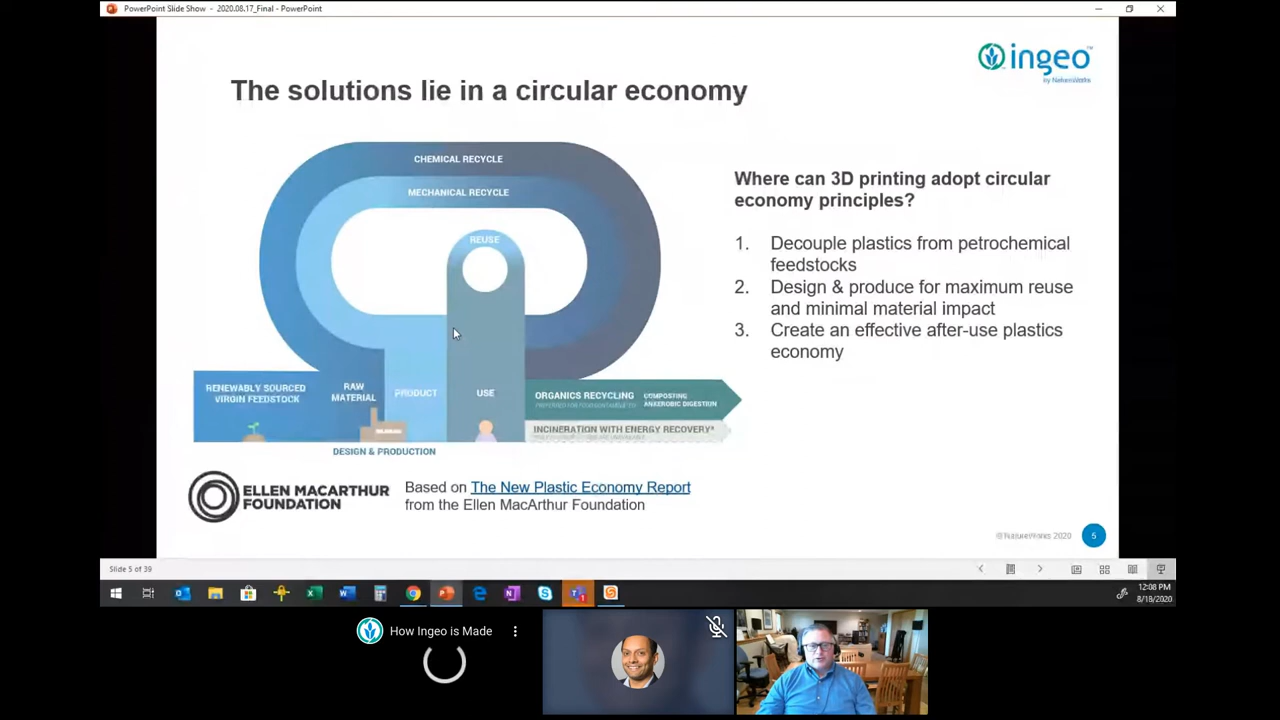 PowerPoint Slide Show - 2020.08.17_Final - PowerPoint
ingeo
by NatureWorks
The solutions lie in a circular economy
CHEMICAL RECYCLE
MECHANICAL RECYCLE
REUSE
RENEWABLY SOURCED
VIRGIN FEEDSTOCK
RAW
MATERIAL
PRODUCT
USE
ORGANICS RECYCLING
COMPOSTING
ANAEROBIC DIGESTION
INCINERATION WITH ENERGY RECOVERY*
DESIGN & PRODUCTION
Where can 3D printing adopt circular
economy principles?
1. Decouple plastics from petrochemical
feedstocks
2. Design & produce for maximum reuse
and minimal material impact
3. Create an effective after-use plastics
economy
ELLEN MACARTHUR
FOUNDATION
Based on The New Plastic Economy Report
from the Ellen MacArthur Foundation
©NatureWorks 2020
5
Slide 5 of 39
12:08 PM
8/18/2020
How Ingeo is Made